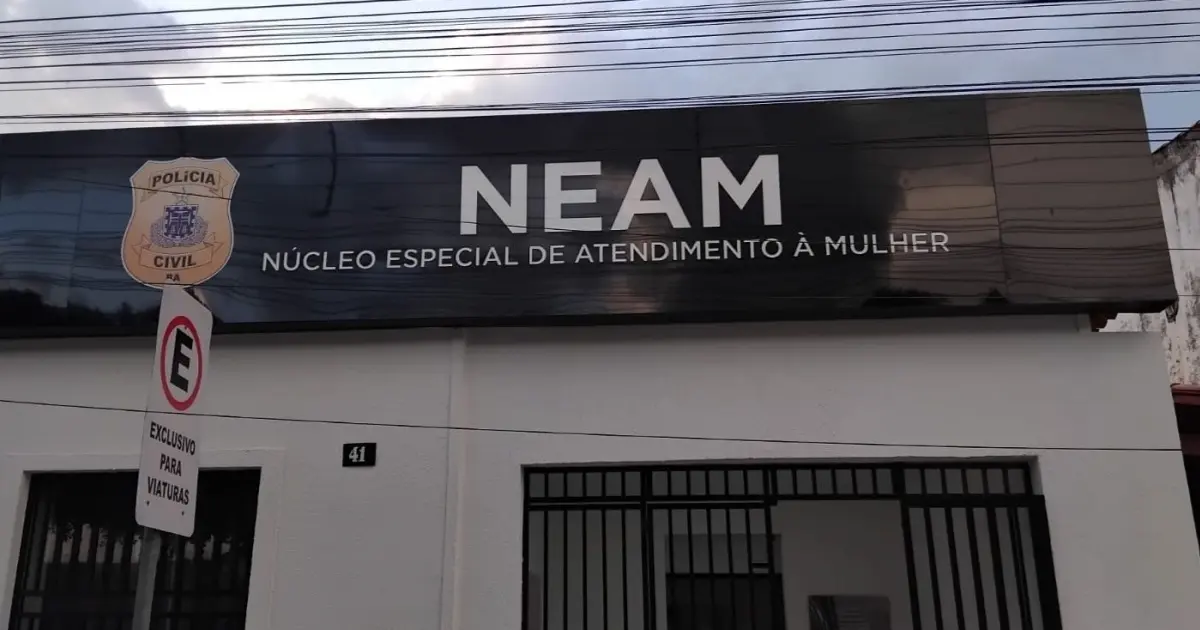 POLÍCIA
CIVIL
BA
NEAM
NÚCLEO ESPECIAL DE ATENDIMENTO À MULHER
E
EXCLUSIVO
PARA
VIATURAS
41